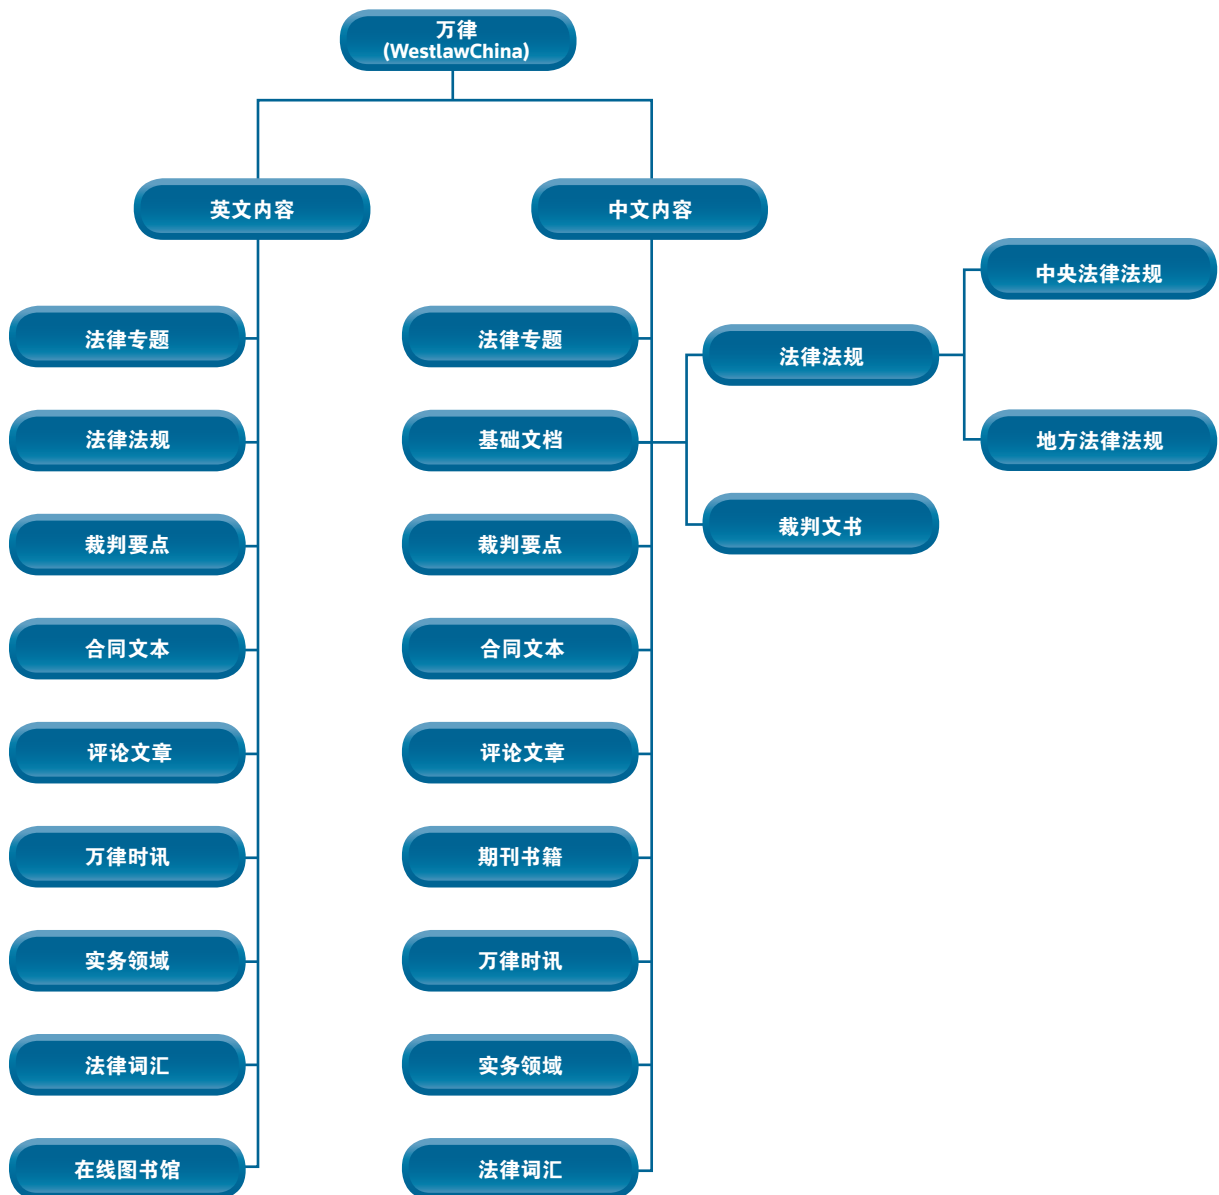 万律
(WestlawChina)
英文内容
中文内容
法律专题
法律法规
裁判要点
合同文本
评论文章
万律时讯
实务领域
法律词汇
在线图书馆
法律专题
基础文档
裁判要点
合同文本
评论文章
期刊书籍
万律时讯
实务领域
法律词汇
法律法规
裁判文书
中央法律法规
地方法律法规